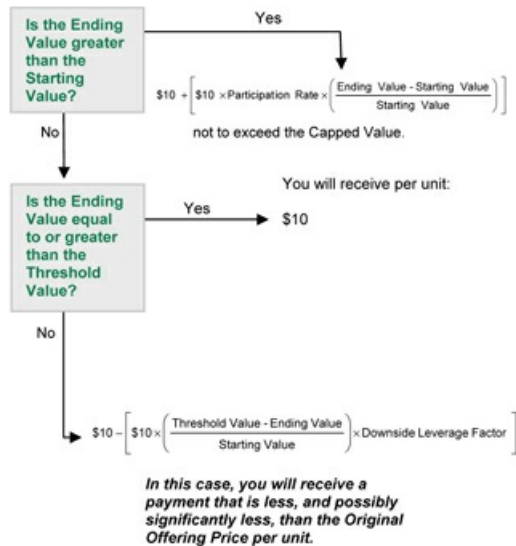 Is the Ending
Value greater
than the
Starting
Value?
Yes
$10 + [ $10 × Participation Rate × ( Ending Value - Starting Value / Starting Value ) ]
not to exceed the Capped Value.
No
You will receive per unit:
Is the Ending
Value equal
to or greater
than the
Threshold
Value?
Yes
$10
No
$10 – [ $10 × ( Threshold Value - Ending Value / Starting Value ) × Downside Leverage Factor ]
In this case, you will receive a
payment that is less, and possibly
significantly less, than the Original
Offering Price per unit.